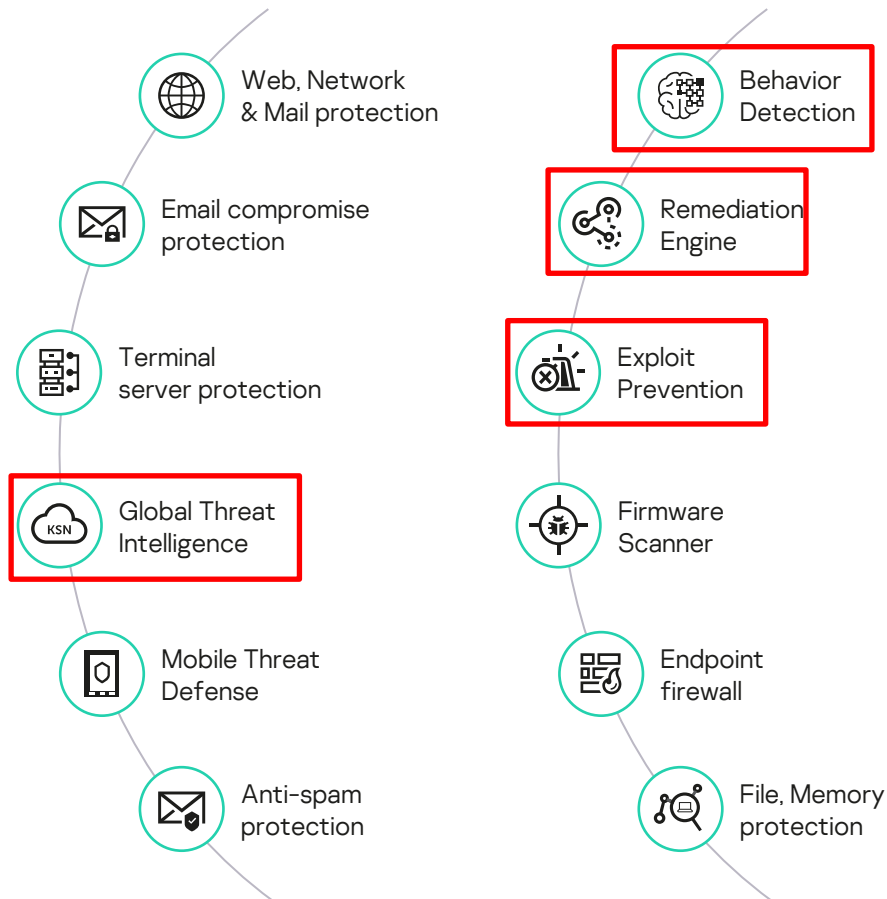 Web, Network
& Mail protection
Email compromise
protection
Terminal
server protection
KSN
Global Threat
Intelligence
Mobile Threat
Defense
Anti-spam
protection
Behavior
Detection
Remediation
Engine
Exploit
Prevention
Firmware
Scanner
Endpoint
firewall
File, Memory
protection